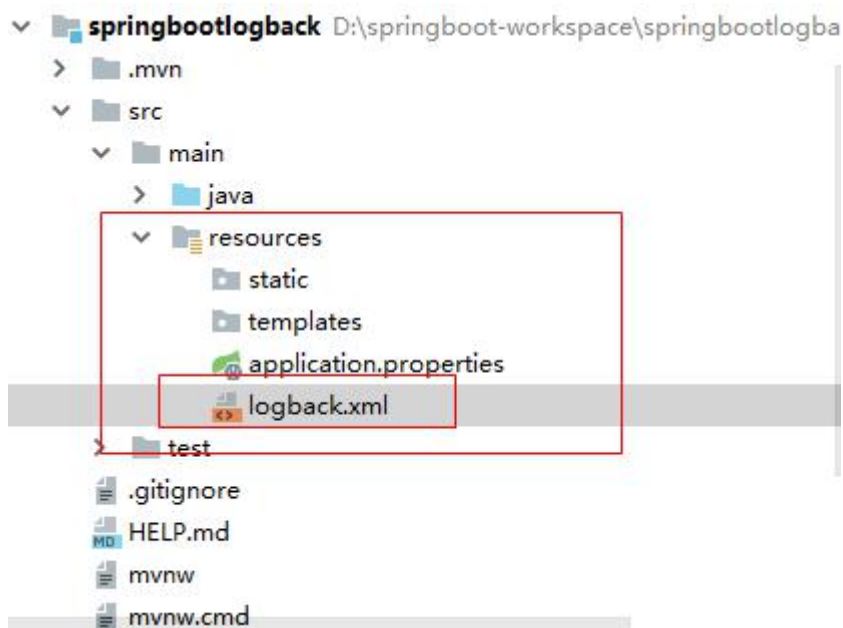 springbootlogback D:\springboot-workspace\springbootlogba
.mvn
src
main
java
resources
static
templates
application.properties
logback.xml
test
.gitignore
HELP.md
mvnw
mvnw.cmd